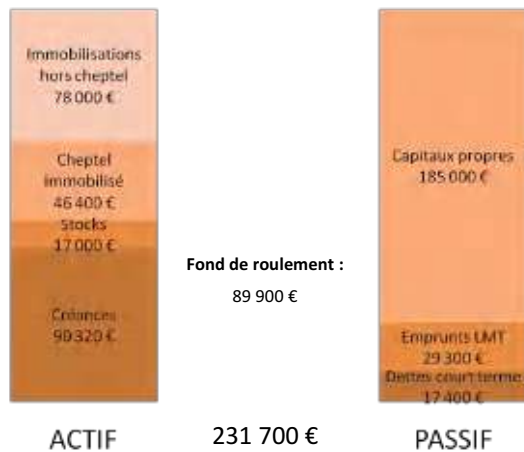 Immobilisations
hors cheptel
78 000 €
Cheptel
immobilisé
46 400 €
Stocks
17 000 €
Créances
90 320 €
Fond de roulement :
89 900 €
Capitaux propres
185 000 €
Emprunts LMT
29 300 €
Dettes court terme
17 400 €
ACTIF
231 700 €
PASSIF